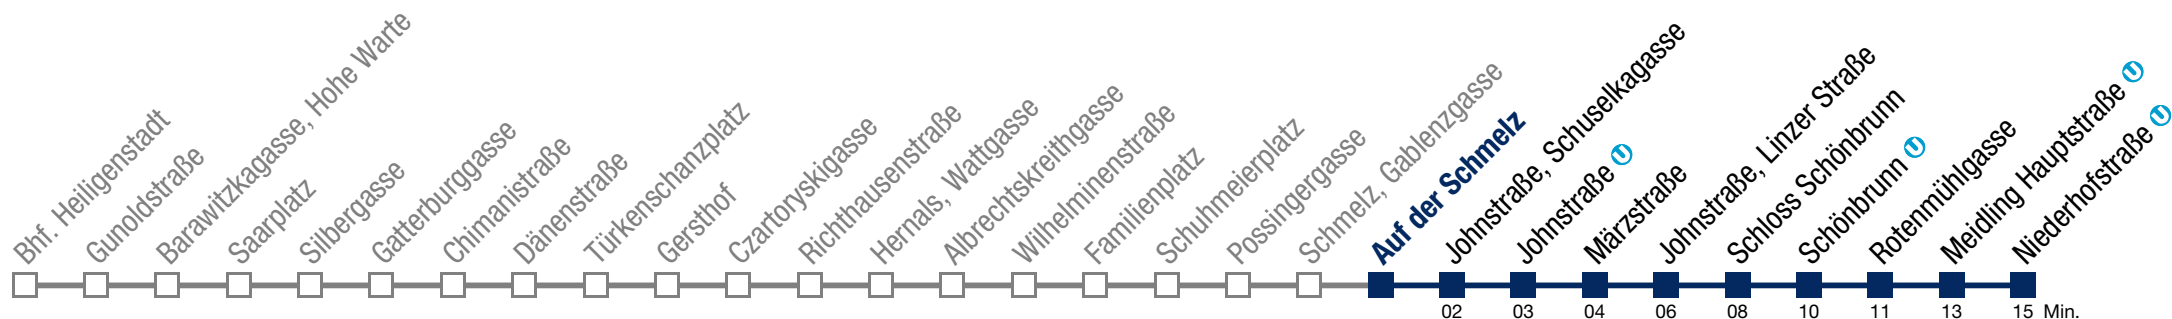 Bhf. Heiligenstadt
Gunoldstraße
Barawitzkagasse, Hohe Warte
Saarplatz
Silbergasse
Gatterburggasse
Chimanistraße
Dänenstraße
Türkenschanzplatz
Gersthof
Czartoryskigasse
Richthausenstraße
Hernals, Wattgasse
Albrechtskreithgasse
Wilhelminenstraße
Familienplatz
Schuhmeierplatz
Possingergasse
Schmelz, Gablenzgasse
Auf der Schmelz
Johnstraße, Schuselkagasse
Johnstraße U
Märzstraße
Johnstraße, Linzer Straße
Schloss Schönbrunn
Schönbrunn U
Rotenmühlgasse
Meidling Hauptstraße U
Niederhofstraße U
02 03 04 06 08 10 11 13 15 Min.